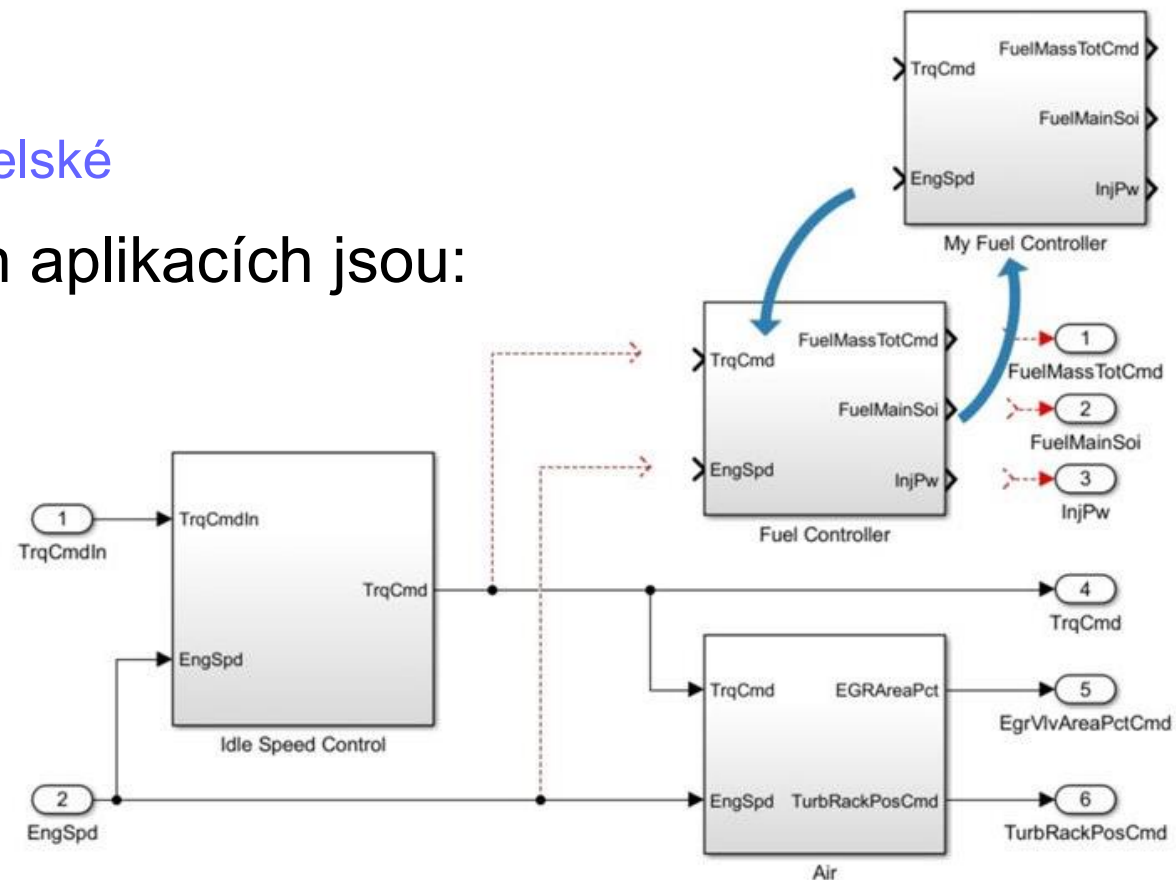 FuelMassTotCmd
TrqCmd
FuelMainSoi
EngSpd
InjPw
My Fuel Controller
elské
aplikacích jsou:
FuelMassTotCmd
TrqCmd
FuelMainSoi
EngSpd
InjPw
Fuel Controller
1
FuelMassTotCmd
2
FuelMainSoi
3
InjPw
1
TrqCmdIn
TrqCmdIn
TrqCmd
EngSpd
Idle Speed Control
2
EngSpd
4
TrqCmd
TrqCmd
EGRAreaPct
EngSpd
TurbRackPosCmd
Air
5
EgrVlvAreaPctCmd
6
TurbRackPosCmd